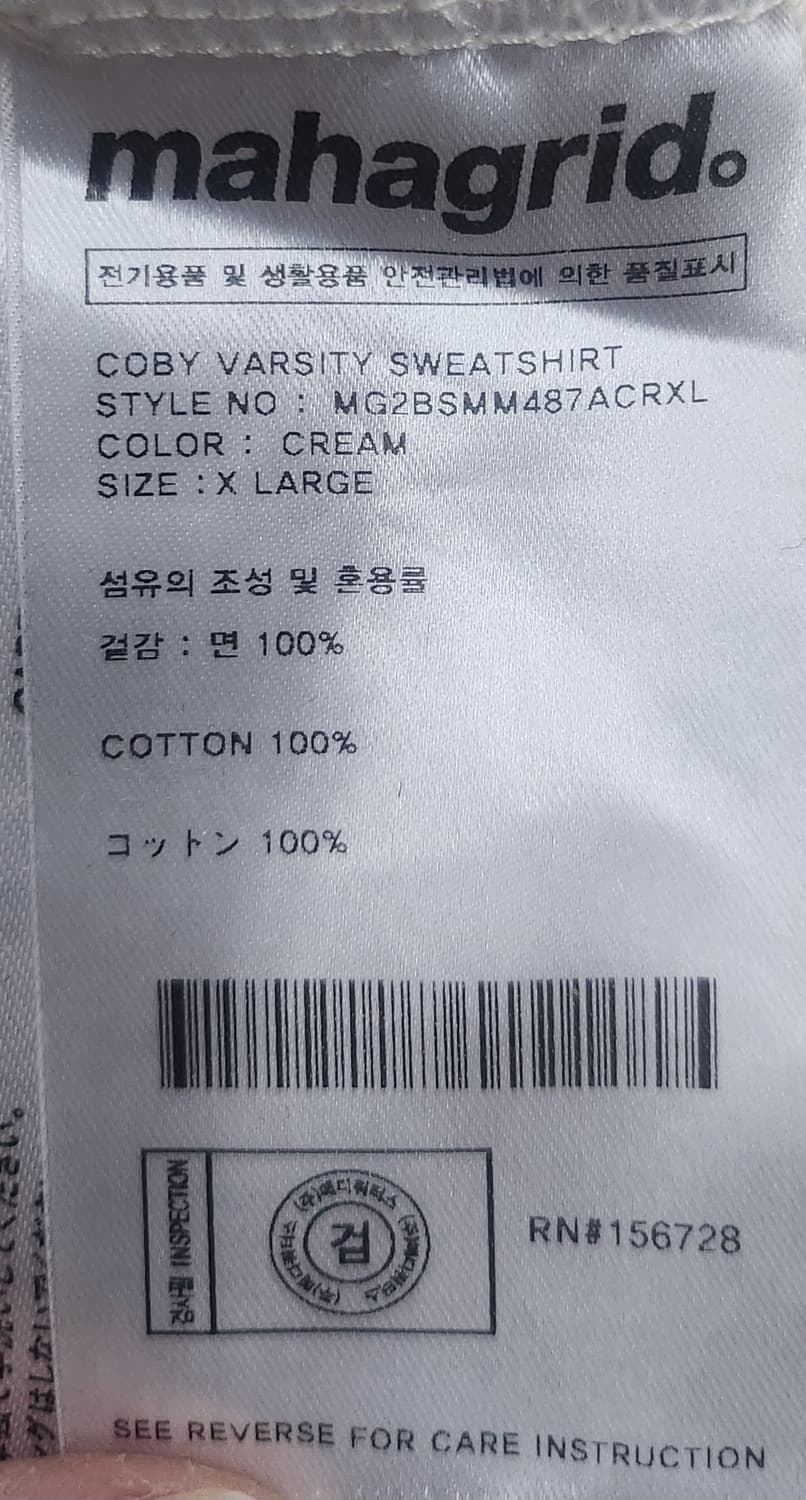 mahagrid.
전기용품 및 생활용품 안전관리법에 의한 품질표시
COBY VARSITY SWEATSHIRT
STYLE NO : MG2BSMM487ACRXL
COLOR : CREAM
SIZE : X LARGE
섬유의 조성 및 혼용률
겉감 : 면 100%
COTTON 100%
コットン 100%
검사필 INSPECTION
검
RN#156728
SEE REVERSE FOR CARE INSTRUCTION